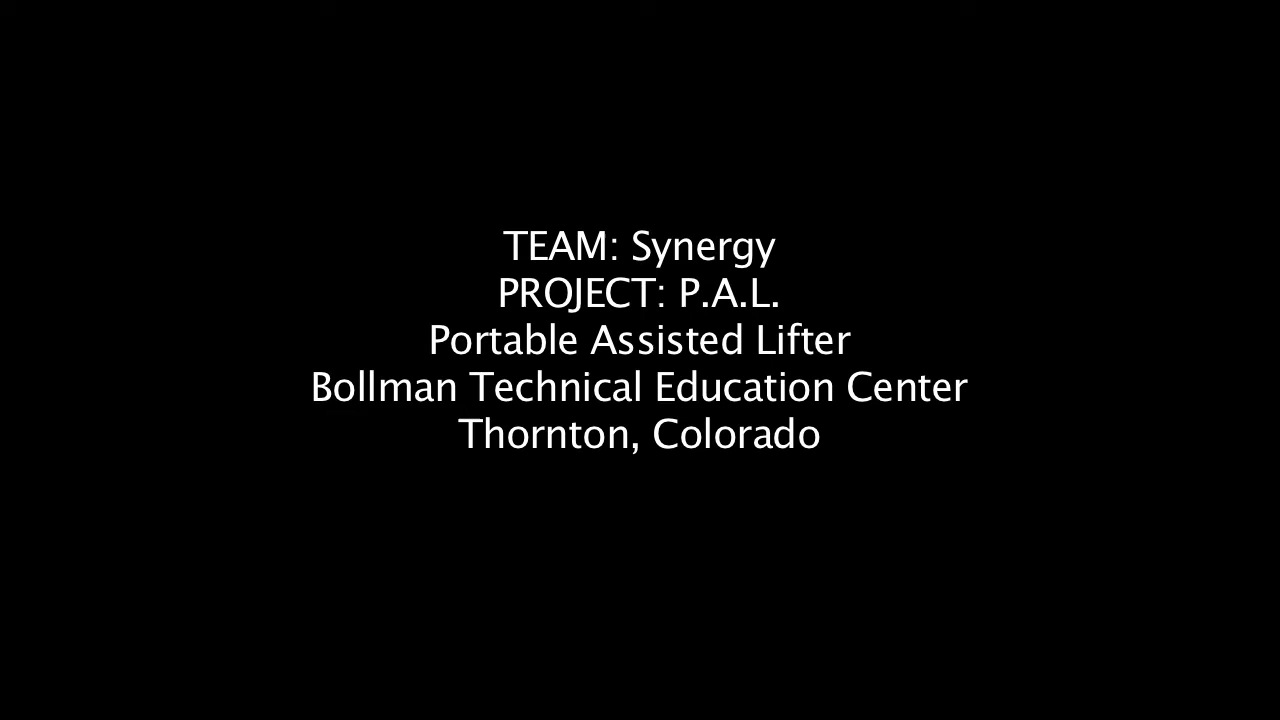 TEAM: Synergy
PROJECT: P.A.L.
Portable Assisted Lifter
Bollman Technical Education Center
Thornton, Colorado